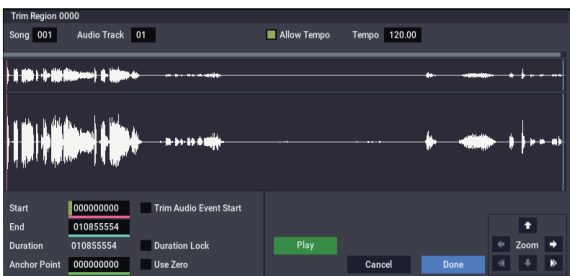 Trim Region 0000
Song 001 Audio Track 01 Allow Tempo Tempo 120.00
Start 000000000 Trim Audio Event Start
End 010855554
Duration 010855554 Duration Lock Play Zoom
Anchor Point 000000000 Use Zero Cancel Done